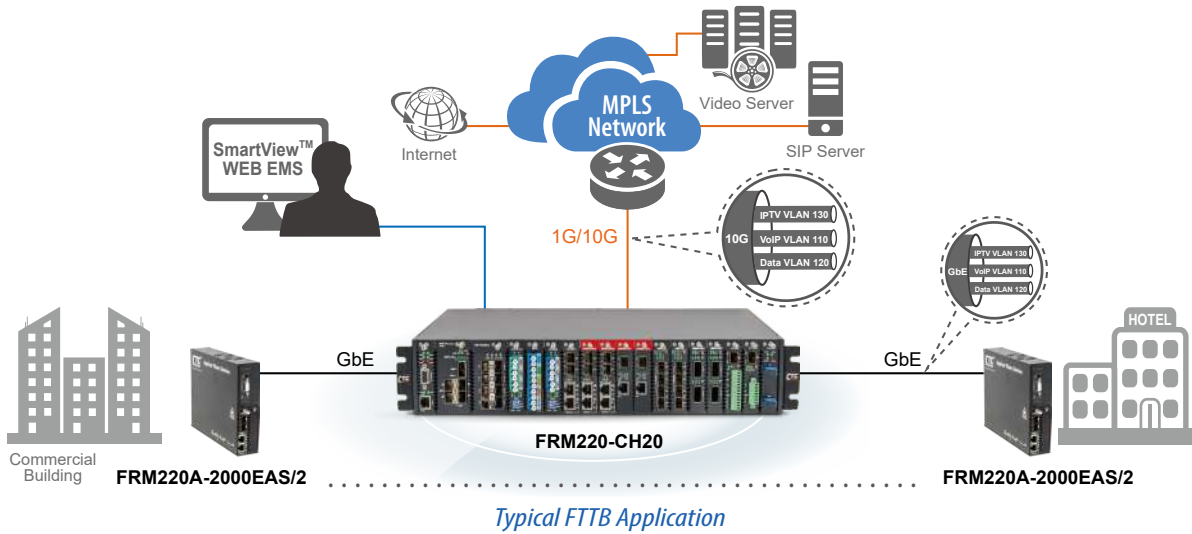 SmartView™
WEB EMS
Internet
MPLS
Network
Video Server
SIP Server
1G/10G
10G
IPTV VLAN 130
VoIP VLAN 110
Data VLAN 120
GbE
IPTV VLAN 130
VoIP VLAN 110
Data VLAN 120
HOTEL
GbE
GbE
FRM220-CH20
Commercial
Building
FRM220A-2000EAS/2
FRM220A-2000EAS/2
Typical FTTB Application